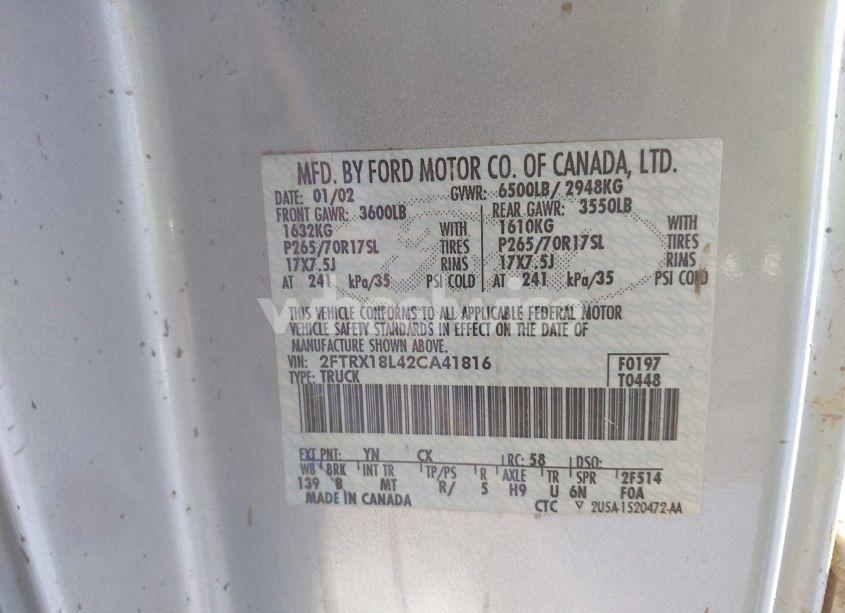 MFD. BY FORD MOTOR CO. OF CANADA, LTD.
DATE: 01/02 GVWR: 6500LB/ 2948KG
FRONT GAWR: 3600LB REAR GAWR: 3550LB
1632KG WITH 1610KG WITH
P265/70R17SL TIRES P265/70R17SL TIRES
17X7.5J RIMS 17X7.5J RIMS
AT 241 kPa/35 PSI COLD AT 241 kPa/35 PSI COLD
THIS VEHICLE CONFORMS TO ALL APPLICABLE FEDERAL MOTOR
VEHICLE SAFETY STANDARDS IN EFFECT ON THE DATE OF
MANUFACTURE SHOWN ABOVE.
VIN: 2FTRX18L42CA41816 F0197
TYPE: TRUCK T0448
EXT PNT: YN CX RC: 58 DSO:
WB BRK INT TR TP/PS R AXLE TR SPR 2F514
139 B MT R/ 5 H9 U 6N F0A
MADE IN CANADA CTC ▽ 2USA-1520472-AA